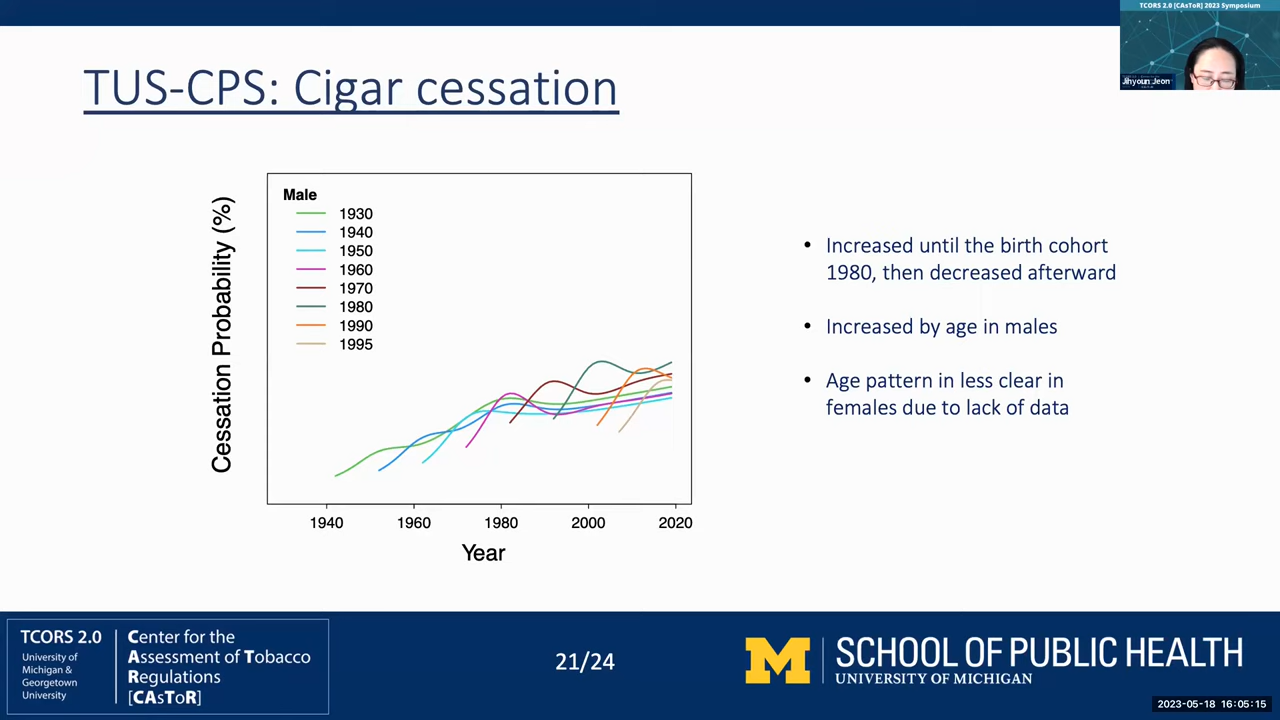 TCORS 2.0 [CAsToR] 2023 Symposium
Jihyoun Jeon
TUS-CPS: Cigar cessation
Cessation Probability (%)
Male
1930
1940
1950
1960
1970
1980
1990
1995
1940 1960 1980 2000 2020
Year
• Increased until the birth cohort
1980, then decreased afterward
• Increased by age in males
• Age pattern in less clear in
females due to lack of data
TCORS 2.0
University of
Michigan &
Georgetown
University
Center for the
Assessment of Tobacco
Regulations
[CAsToR]
21/24
M
SCHOOL OF PUBLIC HEALTH
UNIVERSITY OF MICHIGAN
2023-05-18 16:05:15